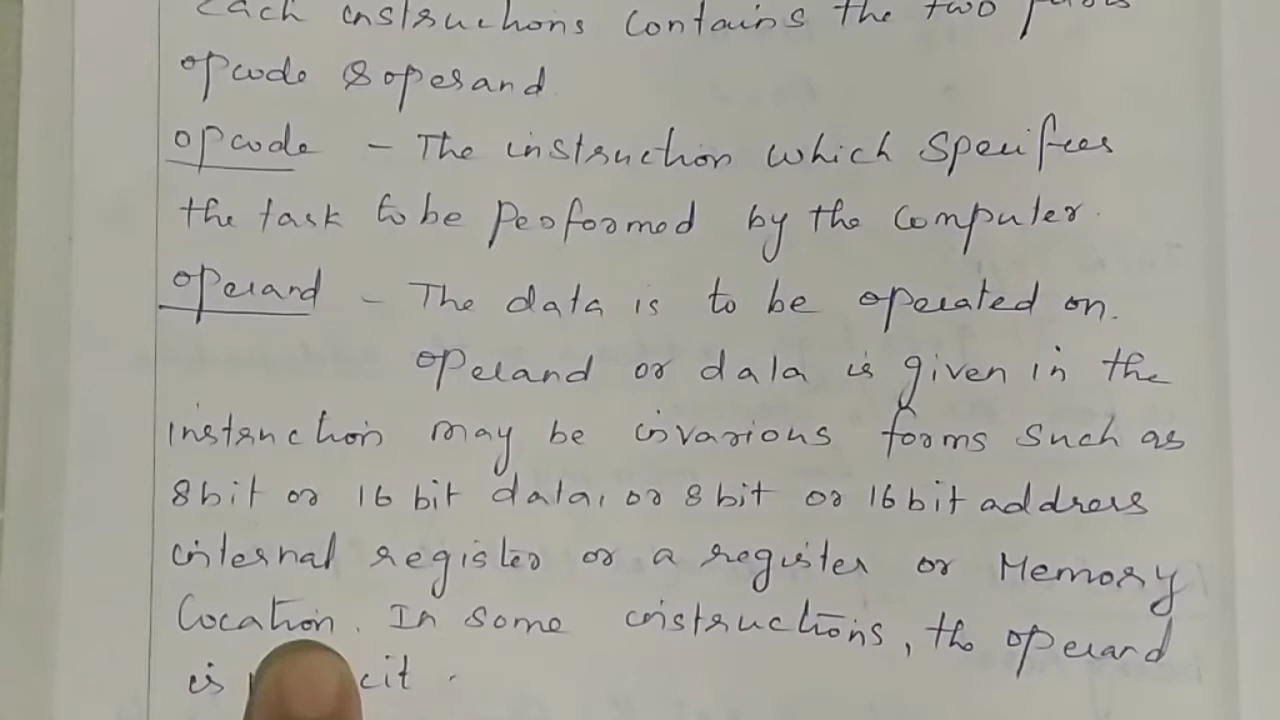 Each instructions contains the two parts
opcode & operand
opcode - The instruction which specifies
the task to be performed by the computer.
operand - The data is to be operated on.
operand or data is given in the
instruction may be in various forms such as
8 bit or 16 bit data, or 8 bit or 16 bit address
internal register or a register or Memory
location. In some instructions, the operand
is